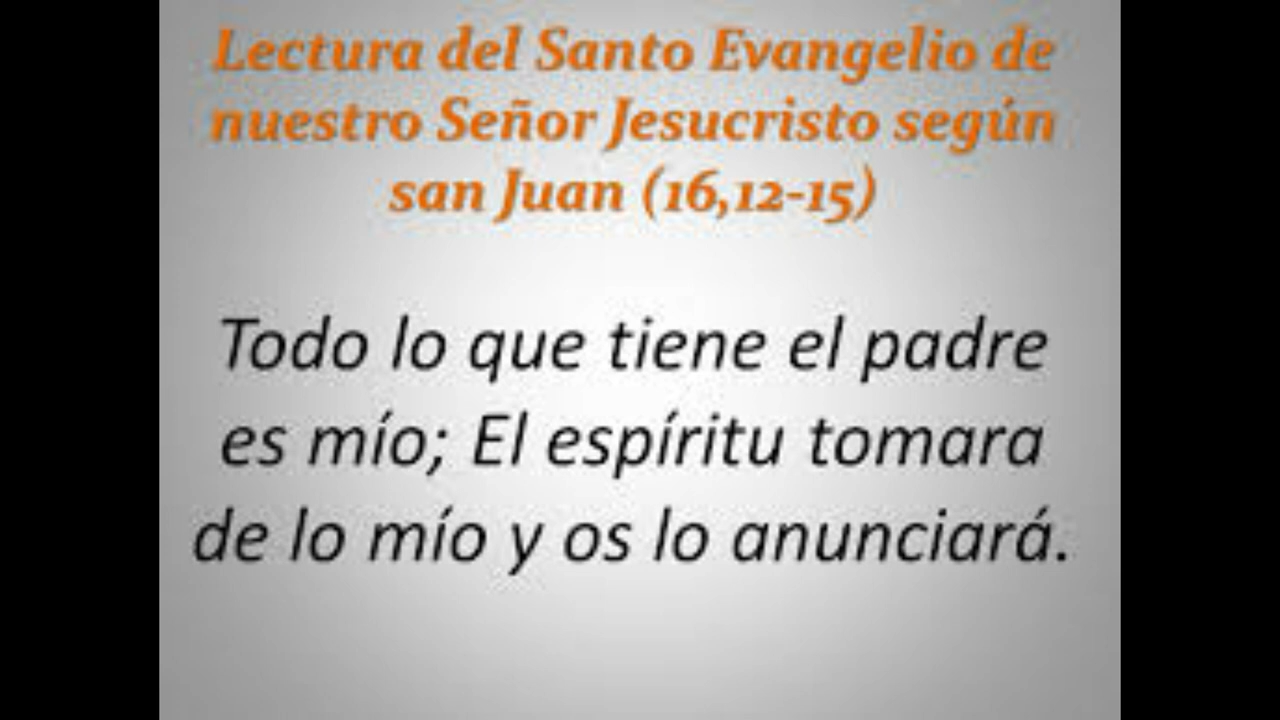 Lectura del Santo Evangelio de
nuestro Señor Jesucristo según
san Juan (16,12-15)
Todo lo que tiene el padre
es mío; El espíritu tomara
de lo mío y os lo anunciará.